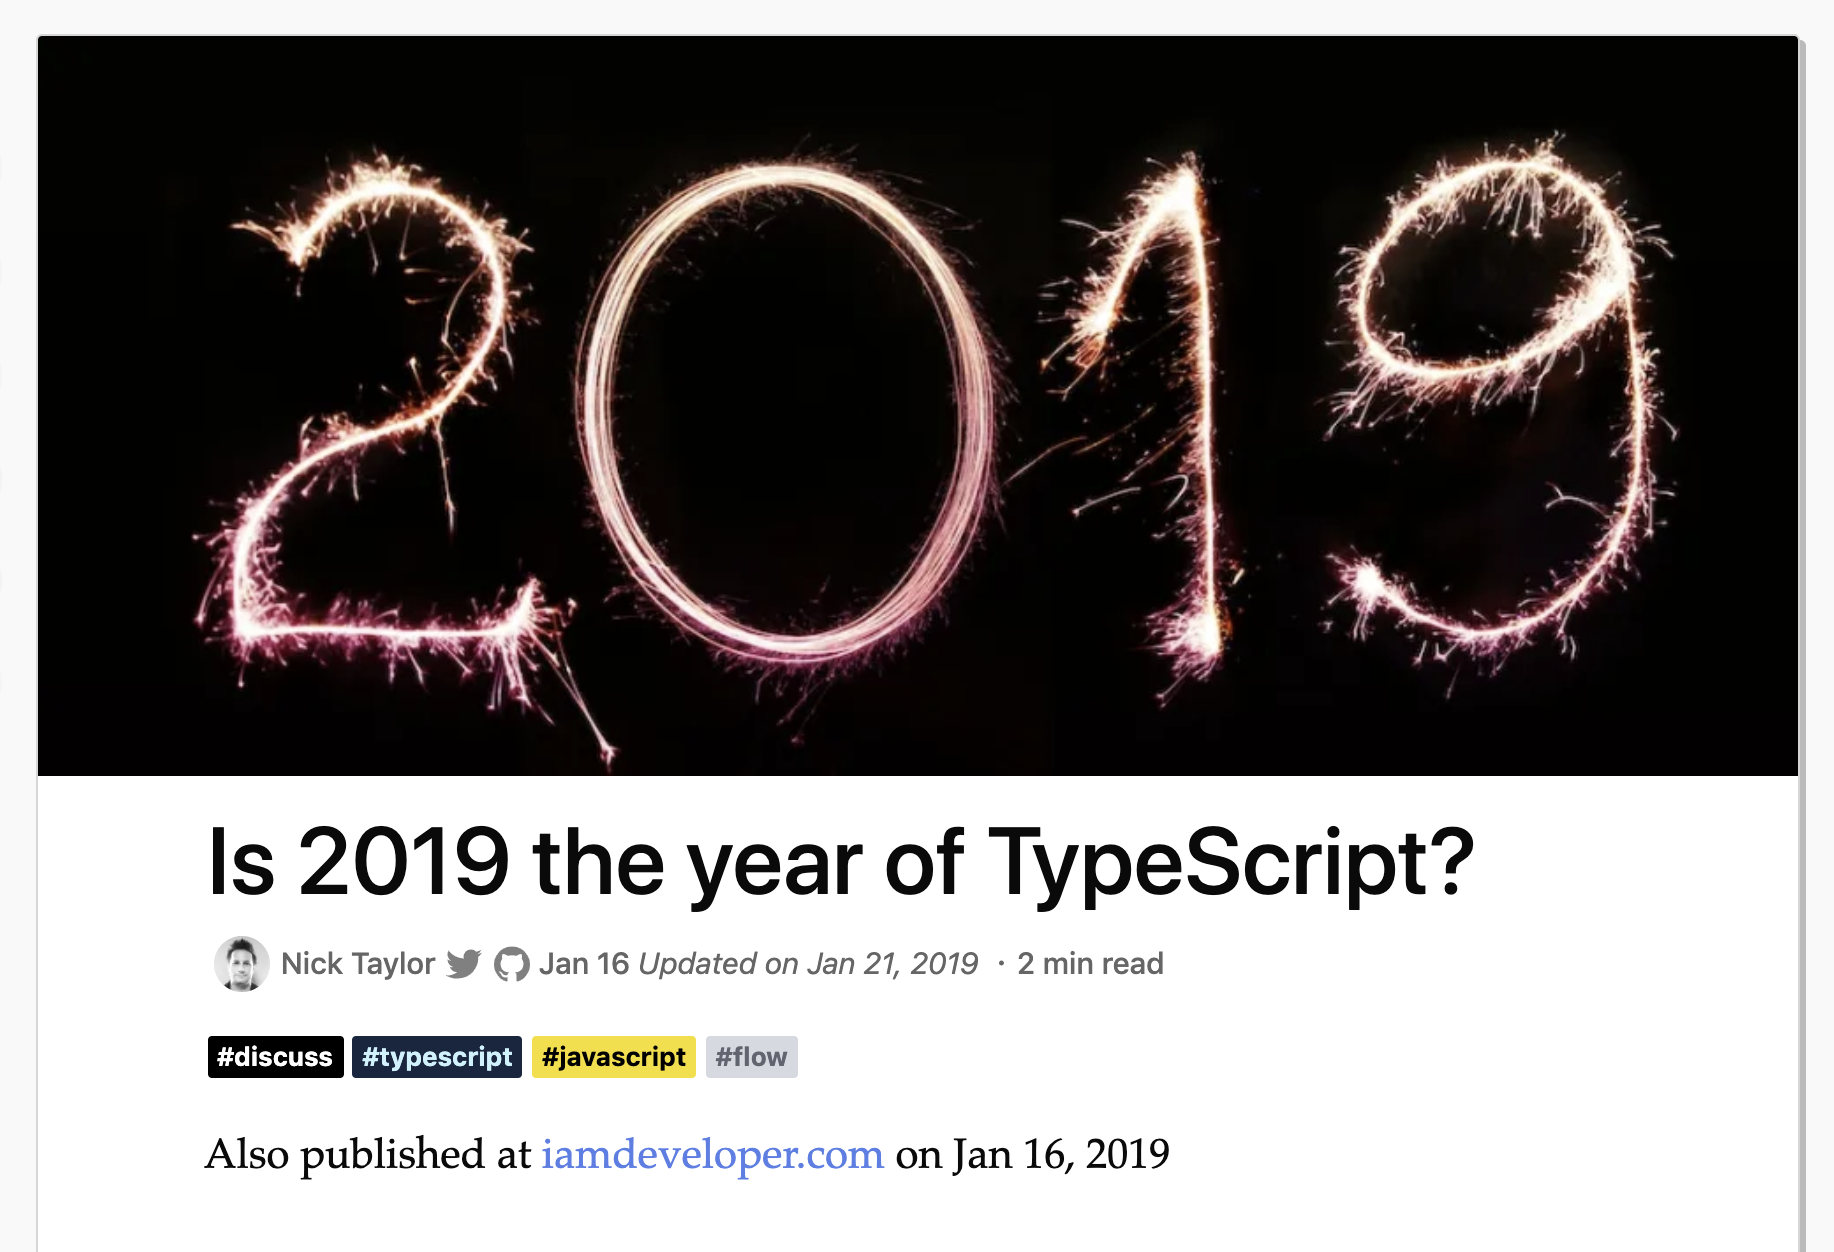 2019
Is 2019 the year of TypeScript?
Nick Taylor Jan 16 Updated on Jan 21, 2019 · 2 min read
#discuss #typescript #javascript #flow
Also published at iamdeveloper.com on Jan 16, 2019